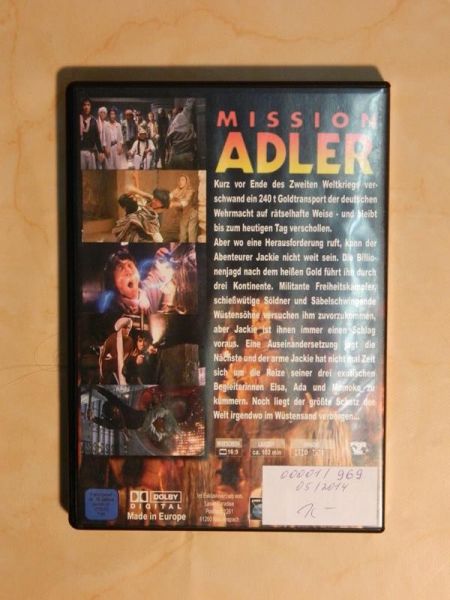 MISSION
ADLER
Kurz vor Ende des Zweiten Weltkriegs ver-
schwand ein 240 t Goldtransport der deutschen
Wehrmacht auf rätselhafte Weise - und bleibt
bis zum heutigen Tag verschollen.
Aber wo eine Herausforderung ruft, kann der
Abenteurer Jackie nicht weit sein. Die Billio-
nenjagd nach dem heißen Gold führt ihn durch
drei Kontinente. Militante Freiheitskämpfer,
schießwütige Söldner und Säbelschwingende
Wüstensöhne versuchen ihm zuvorzukommen,
aber Jackie ist ihnen immer einen Schlag
voraus. Eine Auseinandersetzung jagt die
Nächste und der arme Jackie hat nicht mal Zeit
sich um die Reize seiner drei exotischen
Begleiterinnen Elsa, Ada und Momoko zu
kümmern. Noch liegt der größte Schatz der
Welt irgendwo im Wüstensand verborgen...
16:9
ca. 103 min
00001/969
05/2014
DOLBY
DIGITAL
Made in Europe